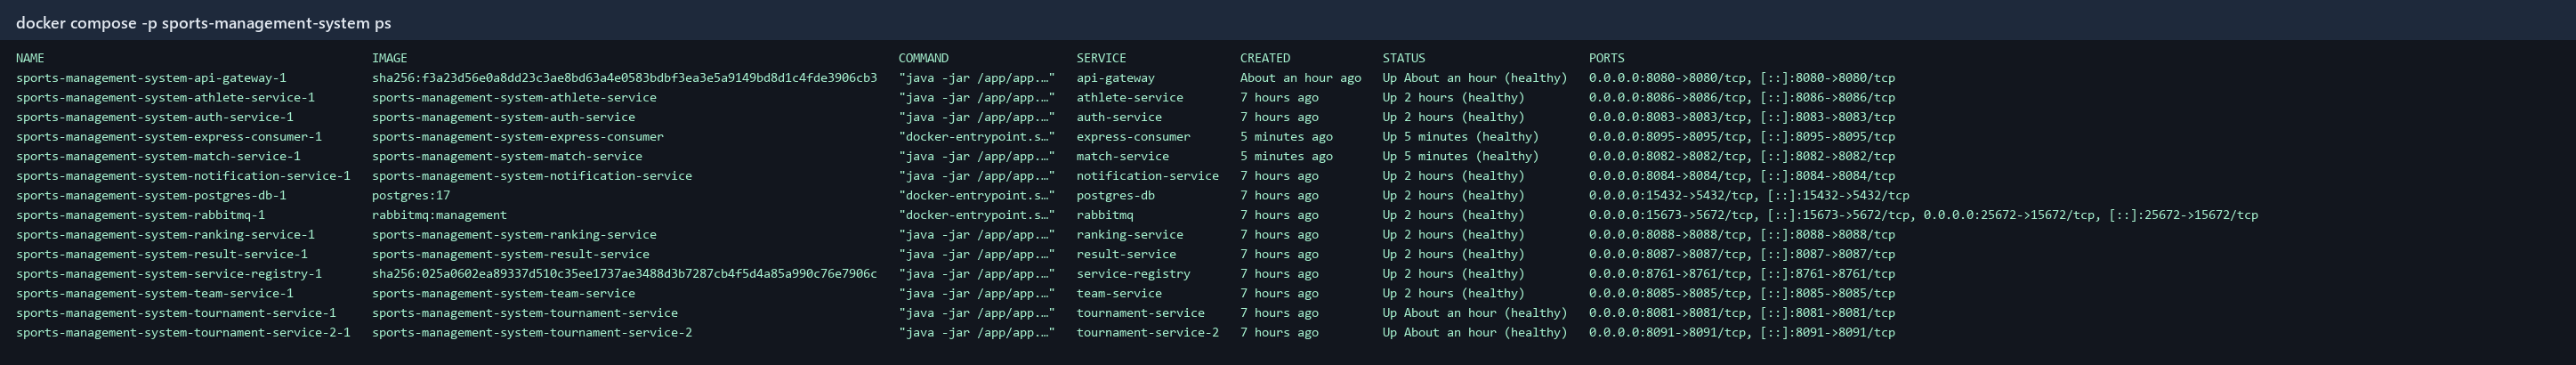 docker compose -p sports-management-system ps
NAME IMAGE COMMAND SERVICE CREATED STATUS PORTS
sports-management-system-api-gateway-1 sha256:f3a23d56e0a8dd23c3ae8bd63a4e0583bdbf3ea3e5a9149bd8d1c4fde3906cb3 "java -jar /app/app.…" api-gateway About an hour ago Up About an hour (healthy) 0.0.0.0:8080->8080/tcp, [::]:8080->8080/tcp
sports-management-system-athlete-service-1 sports-management-system-athlete-service "java -jar /app/app.…" athlete-service 7 hours ago Up 2 hours (healthy) 0.0.0.0:8086->8086/tcp, [::]:8086->8086/tcp
sports-management-system-auth-service-1 sports-management-system-auth-service "java -jar /app/app.…" auth-service 7 hours ago Up 2 hours (healthy) 0.0.0.0:8083->8083/tcp, [::]:8083->8083/tcp
sports-management-system-express-consumer-1 sports-management-system-express-consumer "docker-entrypoint.s…" express-consumer 5 minutes ago Up 5 minutes (healthy) 0.0.0.0:8095->8095/tcp, [::]:8095->8095/tcp
sports-management-system-match-service-1 sports-management-system-match-service "java -jar /app/app.…" match-service 5 minutes ago Up 5 minutes (healthy) 0.0.0.0:8082->8082/tcp, [::]:8082->8082/tcp
sports-management-system-notification-service-1 sports-management-system-notification-service "java -jar /app/app.…" notification-service 7 hours ago Up 2 hours (healthy) 0.0.0.0:8084->8084/tcp, [::]:8084->8084/tcp
sports-management-system-postgres-db-1 postgres:17 "docker-entrypoint.s…" postgres-db 7 hours ago Up 2 hours (healthy) 0.0.0.0:15432->5432/tcp, [::]:15432->5432/tcp
sports-management-system-rabbitmq-1 rabbitmq:management "docker-entrypoint.s…" rabbitmq 7 hours ago Up 2 hours (healthy) 0.0.0.0:15673->5672/tcp, [::]:15673->5672/tcp, 0.0.0.0:25672->15672/tcp, [::]:25672->15672/tcp
sports-management-system-ranking-service-1 sports-management-system-ranking-service "java -jar /app/app.…" ranking-service 7 hours ago Up 2 hours (healthy) 0.0.0.0:8088->8088/tcp, [::]:8088->8088/tcp
sports-management-system-result-service-1 sports-management-system-result-service "java -jar /app/app.…" result-service 7 hours ago Up 2 hours (healthy) 0.0.0.0:8087->8087/tcp, [::]:8087->8087/tcp
sports-management-system-service-registry-1 sha256:025a0602ea89337d510c35ee1737ae3488d3b7287cb4f5d4a85a990c76e7906c "java -jar /app/app.…" service-registry 7 hours ago Up 2 hours (healthy) 0.0.0.0:8761->8761/tcp, [::]:8761->8761/tcp
sports-management-system-team-service-1 sports-management-system-team-service "java -jar /app/app.…" team-service 7 hours ago Up 2 hours (healthy) 0.0.0.0:8085->8085/tcp, [::]:8085->8085/tcp
sports-management-system-tournament-service-1 sports-management-system-tournament-service "java -jar /app/app.…" tournament-service 7 hours ago Up About an hour (healthy) 0.0.0.0:8081->8081/tcp, [::]:8081->8081/tcp
sports-management-system-tournament-service-2-1 sports-management-system-tournament-service-2 "java -jar /app/app.…" tournament-service-2 7 hours ago Up About an hour (healthy) 0.0.0.0:8091->8091/tcp, [::]:8091->8091/tcp